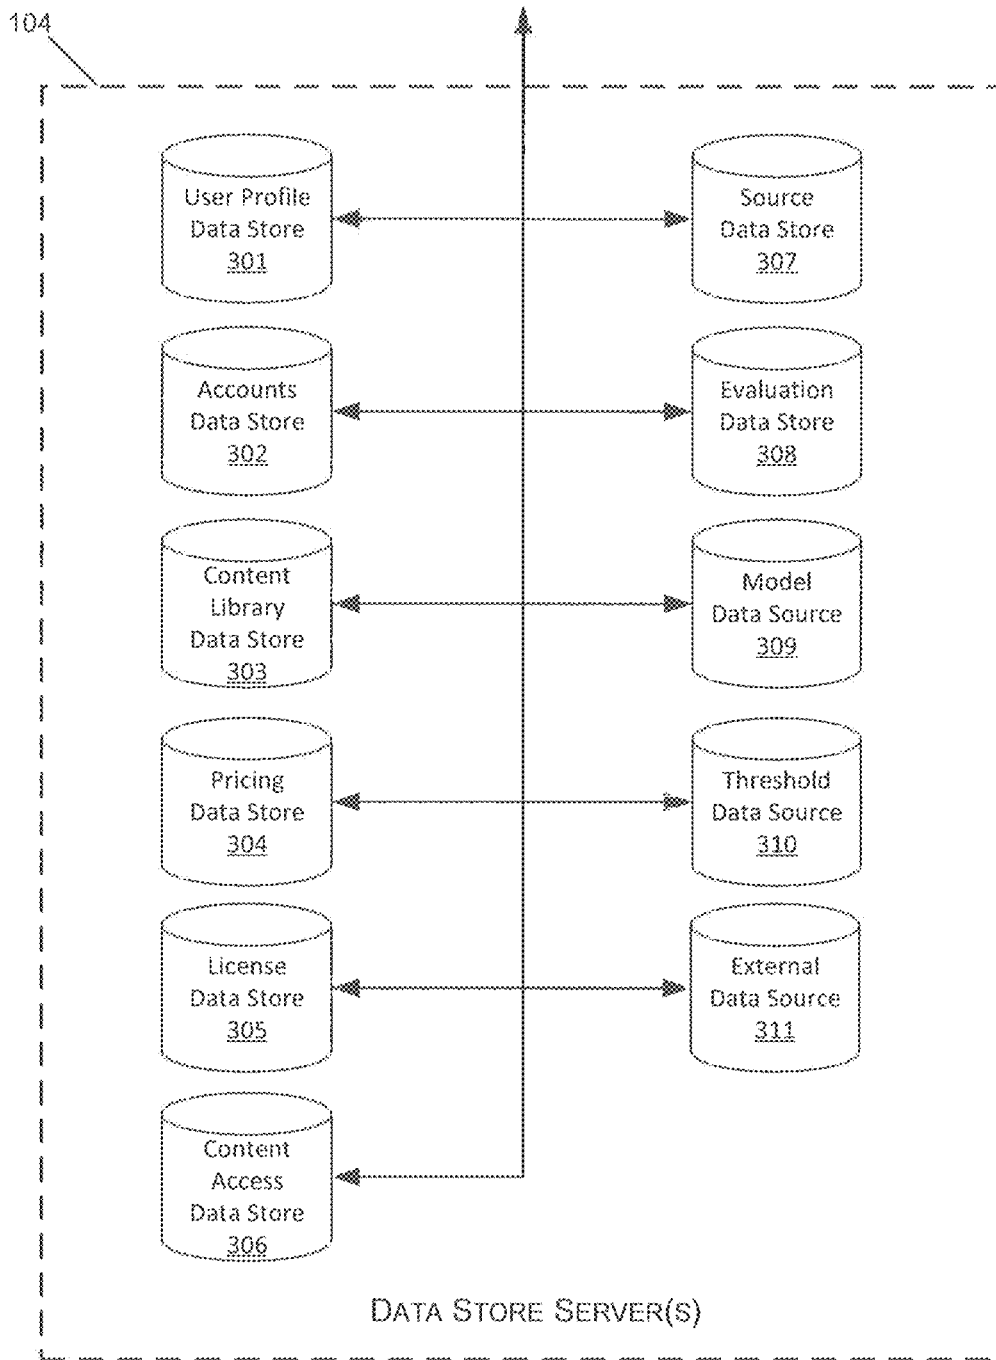 104
User Profile
Data Store
301
Source
Data Store
307
Accounts
Data Store
302
Evaluation
Data Store
308
Content
Library
Data Store
303
Model
Data Source
309
Pricing
Data Store
304
Threshold
Data Source
310
License
Data Store
305
External
Data Source
311
Content
Access
Data Store
306
DATA STORE SERVER(S)